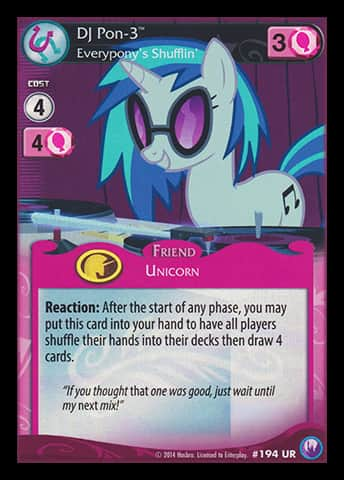 DJ Pon-3™
Everypony's Shufflin'
3
COST
4
4
FRIEND
UNICORN
Reaction: After the start of any phase, you may
put this card into your hand to have all players
shuffle their hands into their decks then draw 4
cards.
"If you thought that one was good, just wait until
my next mix!"
© 2014 Hasbro. Licensed to Enterplay. #194 UR